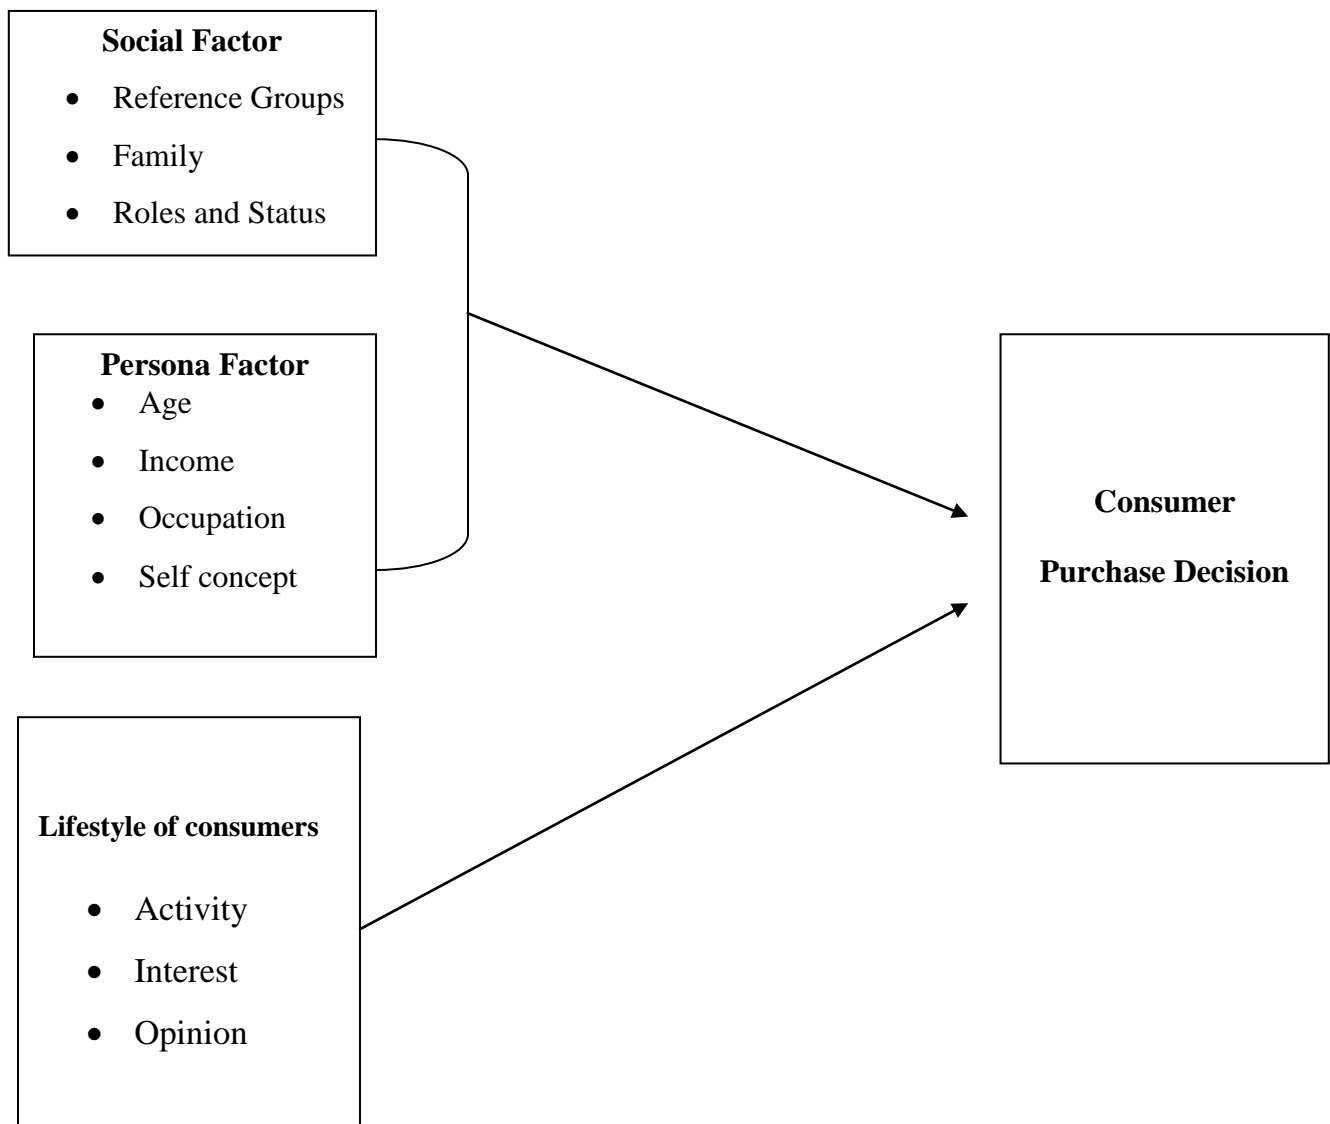 Social Factor
• Reference Groups
• Family
• Roles and Status
Persona Factor
• Age
• Income
• Occupation
• Self concept
Lifestyle of consumers
• Activity
• Interest
• Opinion
Consumer
Purchase Decision